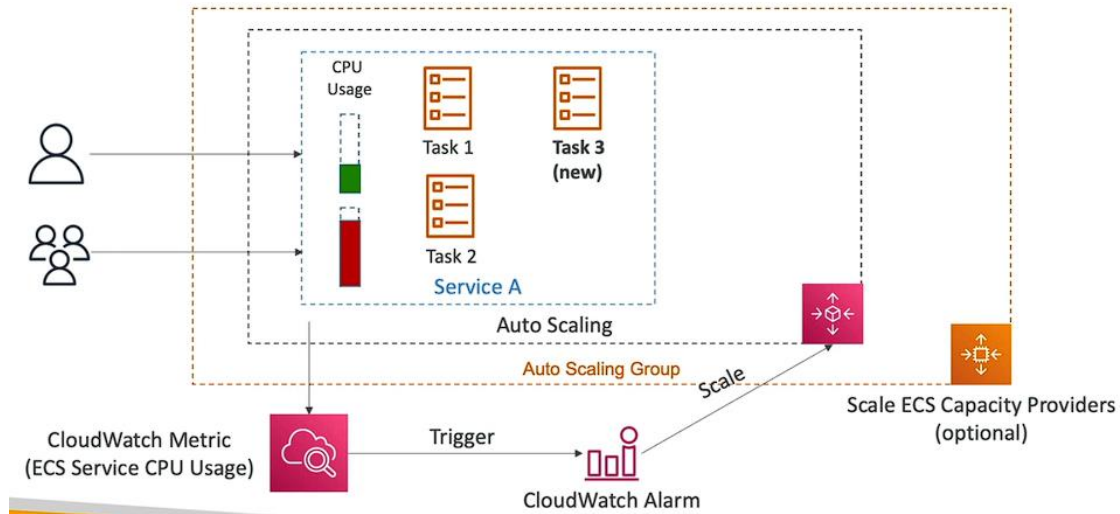 CPU
Usage
Task 1
Task 3
(new)
Task 2
Service A
Auto Scaling
Auto Scaling Group
Scale
Scale ECS Capacity Providers
(optional)
CloudWatch Metric
(ECS Service CPU Usage)
Trigger
CloudWatch Alarm